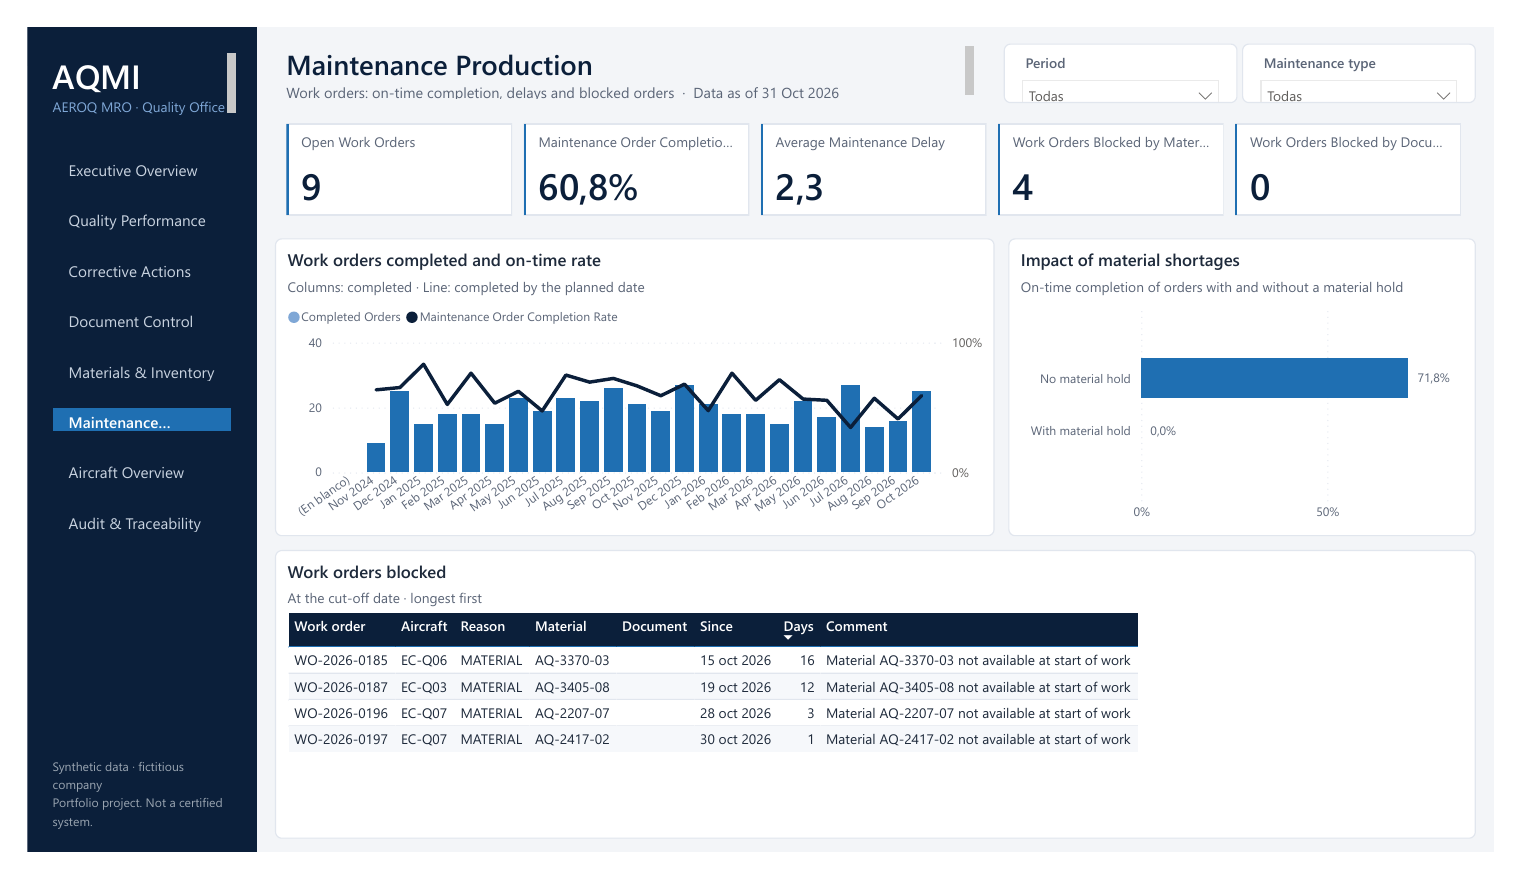 AQMI
AEROQ MRO · Quality Office
Executive Overview
Quality Performance
Corrective Actions
Document Control
Materials & Inventory
Maintenance...
Aircraft Overview
Audit & Traceability
Synthetic data · fictitious
company
Portfolio project. Not a certified
system.
Maintenance Production
Work orders: on-time completion, delays and blocked orders · Data as of 31 Oct 2026
Period
Todas
Maintenance type
Todas
Open Work Orders
9
Maintenance Order Completio...
60,8%
Average Maintenance Delay
2,3
Work Orders Blocked by Mater...
4
Work Orders Blocked by Docu...
0
Work orders completed and on-time rate
Columns: completed · Line: completed by the planned date
Completed Orders Maintenance Order Completion Rate
40
20
0
100%
0%
(En blanco)
Nov 2024
Dec 2024
Jan 2025
Feb 2025
Mar 2025
Apr 2025
May 2025
Jun 2025
Jul 2025
Aug 2025
Sep 2025
Oct 2025
Nov 2025
Dec 2025
Jan 2026
Feb 2026
Mar 2026
Apr 2026
May 2026
Jun 2026
Jul 2026
Aug 2026
Sep 2026
Oct 2026
Impact of material shortages
On-time completion of orders with and without a material hold
No material hold 71,8%
With material hold 0,0%
0% 50%
Work orders blocked
At the cut-off date · longest first
Work order Aircraft Reason Material Document Since Days Comment
WO-2026-0185 EC-Q06 MATERIAL AQ-3370-03 15 oct 2026 16 Material AQ-3370-03 not available at start of work
WO-2026-0187 EC-Q03 MATERIAL AQ-3405-08 19 oct 2026 12 Material AQ-3405-08 not available at start of work
WO-2026-0196 EC-Q07 MATERIAL AQ-2207-07 28 oct 2026 3 Material AQ-2207-07 not available at start of work
WO-2026-0197 EC-Q07 MATERIAL AQ-2417-02 30 oct 2026 1 Material AQ-2417-02 not available at start of work